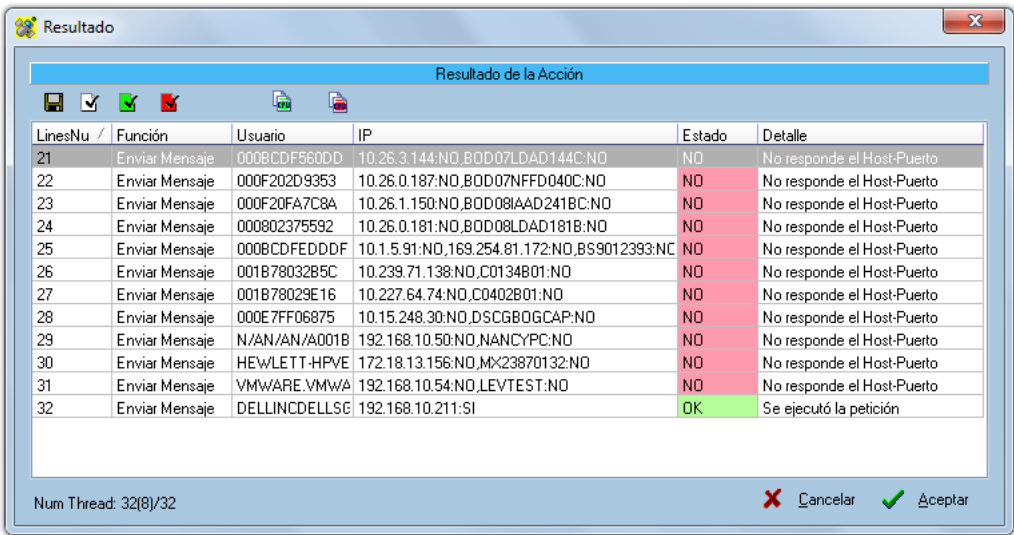 Resultado
Resultado de la Acción
LinesNu / Función Usuario IP Estado Detalle
21 Enviar Mensaje 000BCDF560DD 10.26.3.144:NO,BOD07LDAD144C:NO NO No responde el Host-Puerto
22 Enviar Mensaje 000F202D9353 10.26.0.187:NO,BOD07NFFD040C:NO NO No responde el Host-Puerto
23 Enviar Mensaje 000F20FA7C8A 10.26.1.150:NO,BOD08IAAD241BC:NO NO No responde el Host-Puerto
24 Enviar Mensaje 000802375592 10.26.0.181:NO,BOD08LDAD181B:NO NO No responde el Host-Puerto
25 Enviar Mensaje 000BCDFEDDDF 10.1.5.91:NO,169.254.81.172:NO,BS9012393:NO NO No responde el Host-Puerto
26 Enviar Mensaje 001B78032B5C 10.239.71.138:NO,C0134B01:NO NO No responde el Host-Puerto
27 Enviar Mensaje 001B78029E16 10.227.64.74:NO,C0402B01:NO NO No responde el Host-Puerto
28 Enviar Mensaje 000E7FF06875 10.15.248.30:NO,DSCGBOGCAP:NO NO No responde el Host-Puerto
29 Enviar Mensaje N/AN/AN/A001B 192.168.10.50:NO,NANCYPC:NO NO No responde el Host-Puerto
30 Enviar Mensaje HEWLETT-HPVE 172.18.13.156:NO,MX23870132:NO NO No responde el Host-Puerto
31 Enviar Mensaje VMWARE.VMWA 192.168.10.54:NO,LEVTEST:NO NO No responde el Host-Puerto
32 Enviar Mensaje DELLINCDELLSG 192.168.10.211:SI OK Se ejecutó la petición
Num Thread: 32(8)/32 Cancelar Aceptar